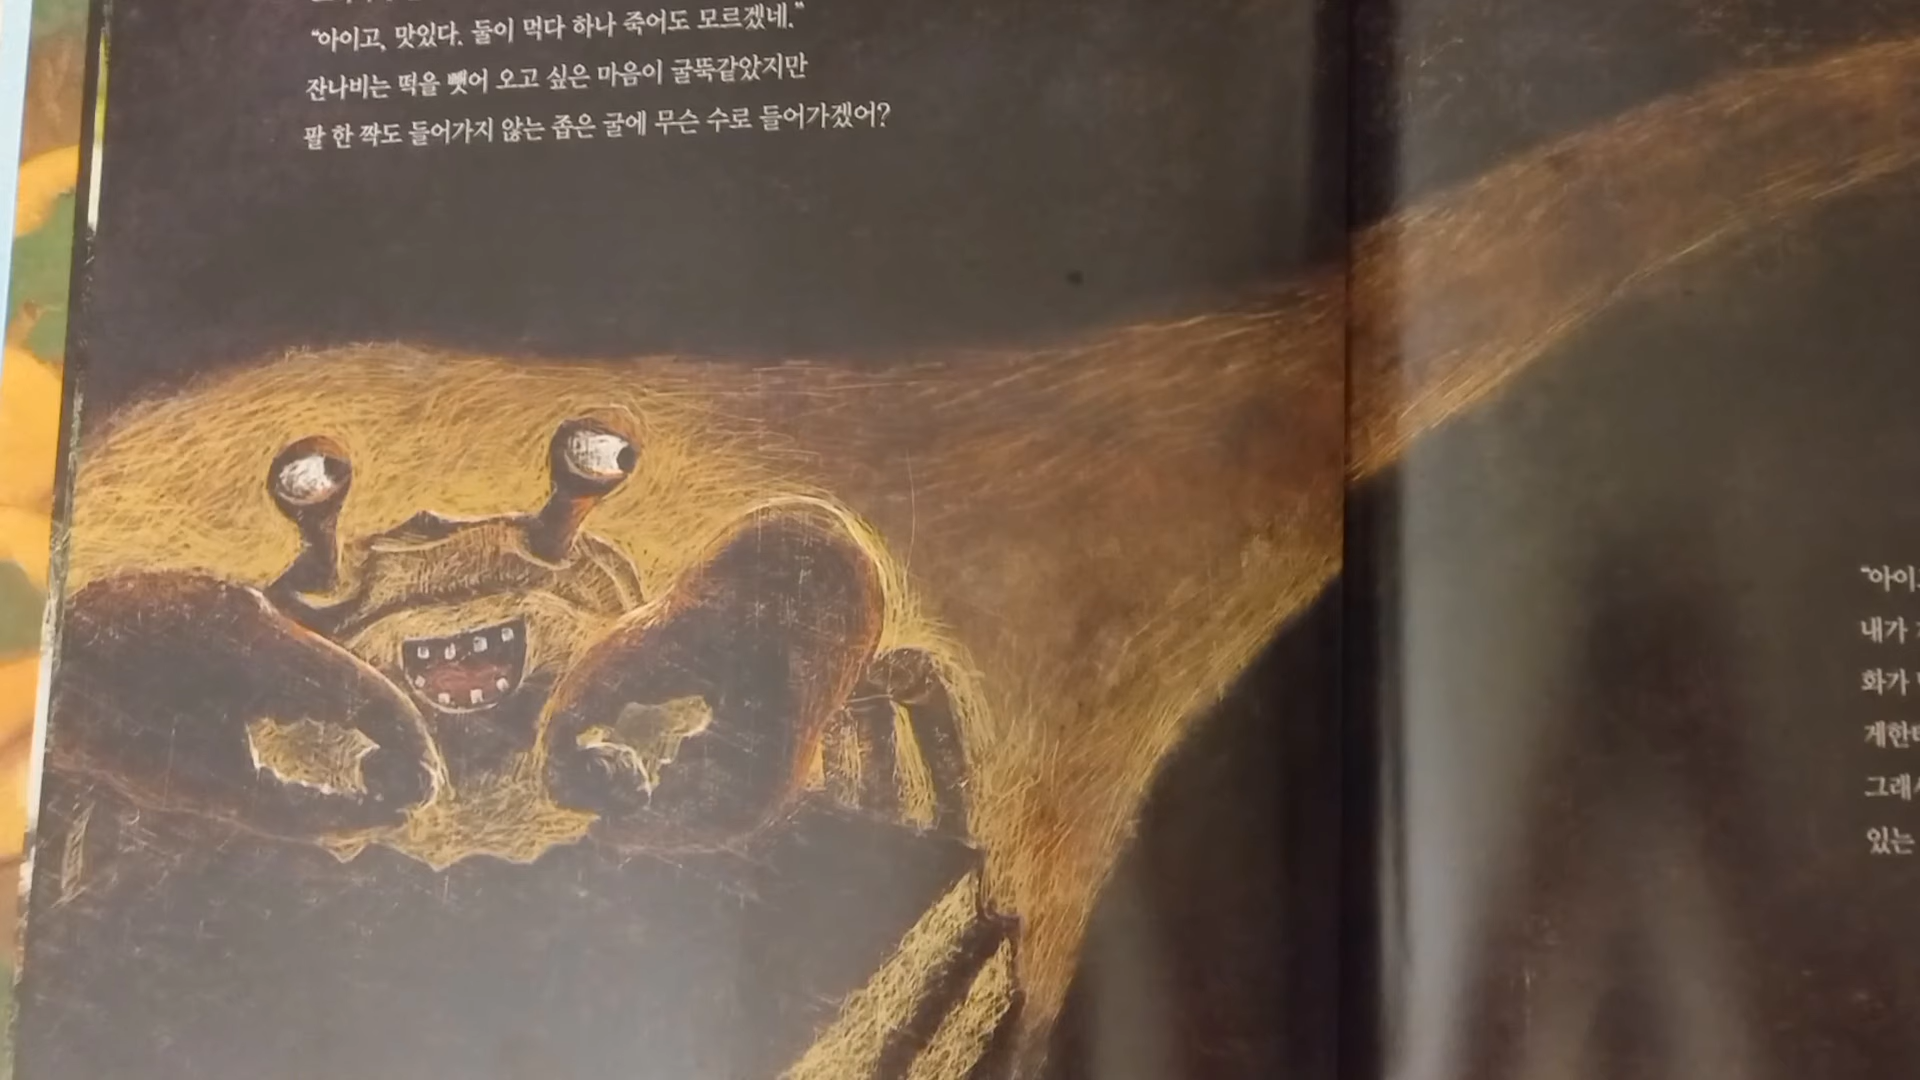 “아이고, 맛있다. 둘이 먹다 하나 죽어도 모르겠네.”
잔나비는 떡을 뺏어 오고 싶은 마음이 굴뚝같았지만
팔 한 짝도 들어가지 않는 좁은 굴에 무슨 수로 들어가겠어?
“아이
내가
화가
게한
그래
있는